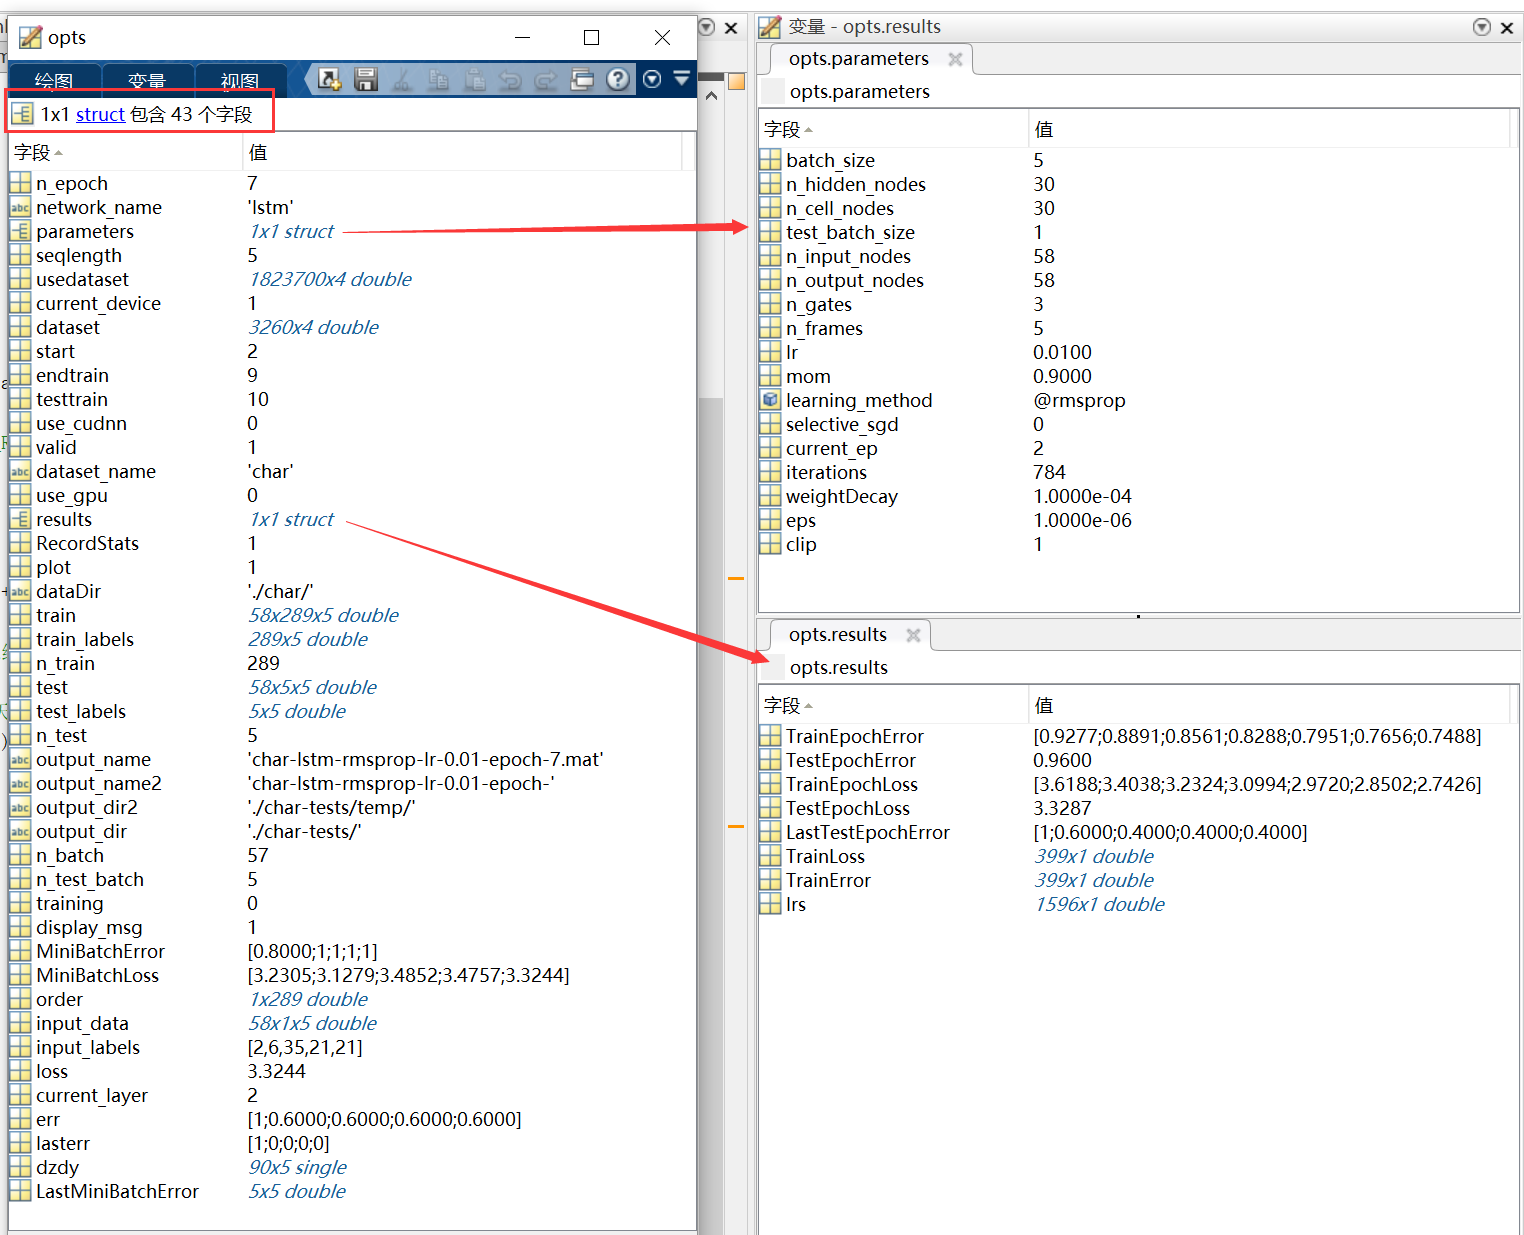 opts
绘图 变量 视图
1x1 struct 包含 43 个字段
字段 值
n_epoch 7
network_name 'lstm'
parameters 1x1 struct
seqlength 5
usedataset 1823700x4 double
current_device 1
dataset 3260x4 double
start 2
endtrain 9
testtrain 10
use_cudnn 0
valid 1
dataset_name 'char'
use_gpu 0
results 1x1 struct
RecordStats 1
plot 1
dataDir './char/'
train 58x289x5 double
train_labels 289x5 double
n_train 289
test 58x5x5 double
test_labels 5x5 double
n_test 5
output_name 'char-lstm-rmsprop-lr-0.01-epoch-7.mat'
output_name2 'char-lstm-rmsprop-lr-0.01-epoch-'
output_dir2 './char-tests/temp/'
output_dir './char-tests/'
n_batch 57
n_test_batch 5
training 0
display_msg 1
MiniBatchError [0.8000;1;1;1;1]
MiniBatchLoss [3.2305;3.1279;3.4852;3.4757;3.3244]
order 1x289 double
input_data 58x1x5 double
input_labels [2,6,35,21,21]
loss 3.3244
current_layer 2
err [1;0.6000;0.6000;0.6000;0.6000]
lasterr [1;0;0;0;0]
dzdy 90x5 single
LastMiniBatchError 5x5 double
变量 - opts.results
opts.parameters
opts.parameters
字段 值
batch_size 5
n_hidden_nodes 30
n_cell_nodes 30
test_batch_size 1
n_input_nodes 58
n_output_nodes 58
n_gates 3
n_frames 5
lr 0.0100
mom 0.9000
learning_method @rmsprop
selective_sgd 0
current_ep 2
iterations 784
weightDecay 1.0000e-04
eps 1.0000e-06
clip 1
opts.results
opts.results
字段 值
TrainEpochError [0.9277;0.8891;0.8561;0.8288;0.7951;0.7656;0.7488]
TestEpochError 0.9600
TrainEpochLoss [3.6188;3.4038;3.2324;3.0994;2.9720;2.8502;2.7426]
TestEpochLoss 3.3287
LastTestEpochError [1;0.6000;0.4000;0.4000;0.4000]
TrainLoss 399x1 double
TrainError 399x1 double
lrs 1596x1 double